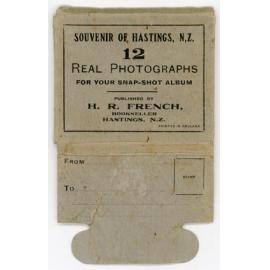 SOUVENIR OF HASTINGS, N.Z.
12
REAL PHOTOGRAPHS
FOR YOUR SNAP-SHOT ALBUM
PUBLISHED BY
H. R. FRENCH,
BOOKSELLER
HASTINGS, N.Z.
PRINTED IN ENGLAND
FROM
STAMP
TO